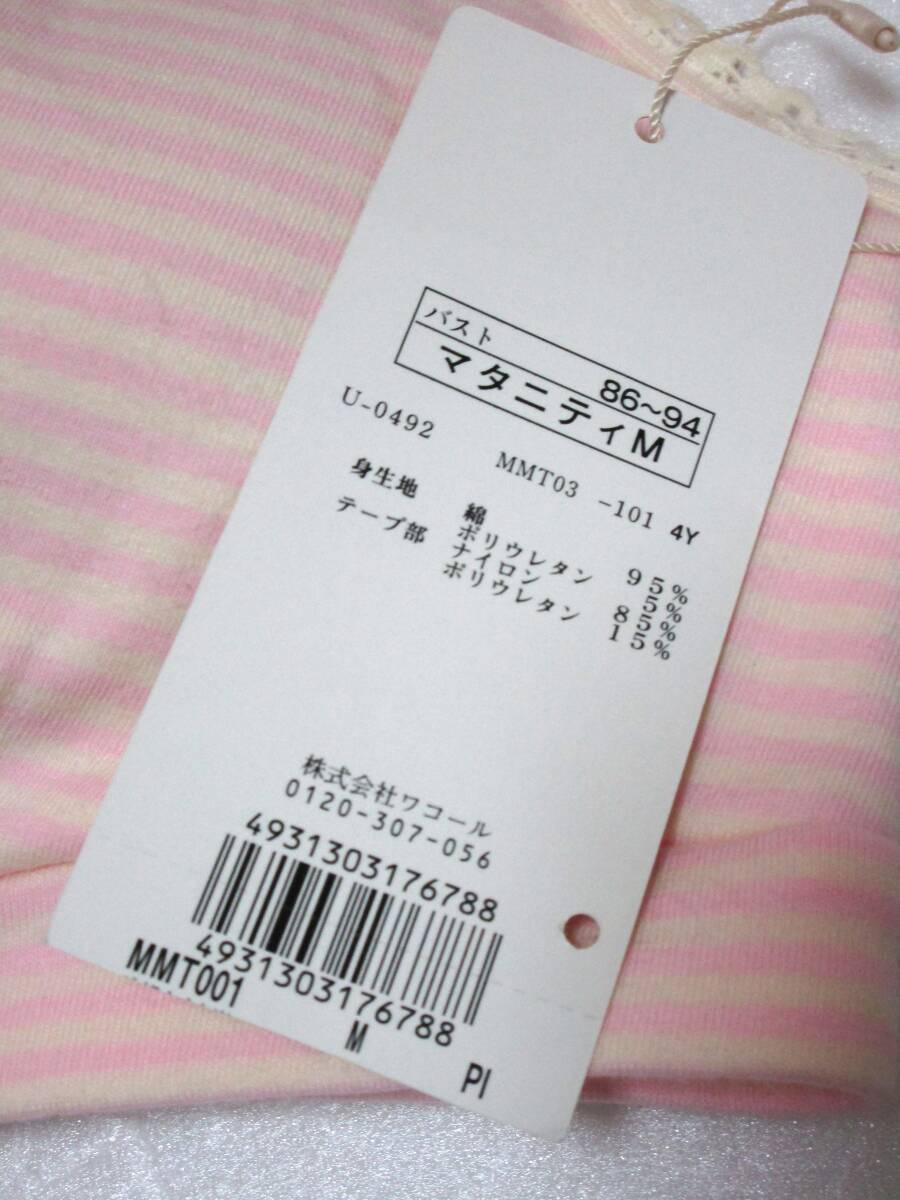 バスト 86~94
マタニティM
U-0492 MMT03 -101 4Y
身生地 綿 95%
ポリウレタン 5%
テープ部 ナイロン 85%
ポリウレタン 15%
株式会社ワコール
0120-307-056
4931303176788
4931303176788
MMT001 M PI